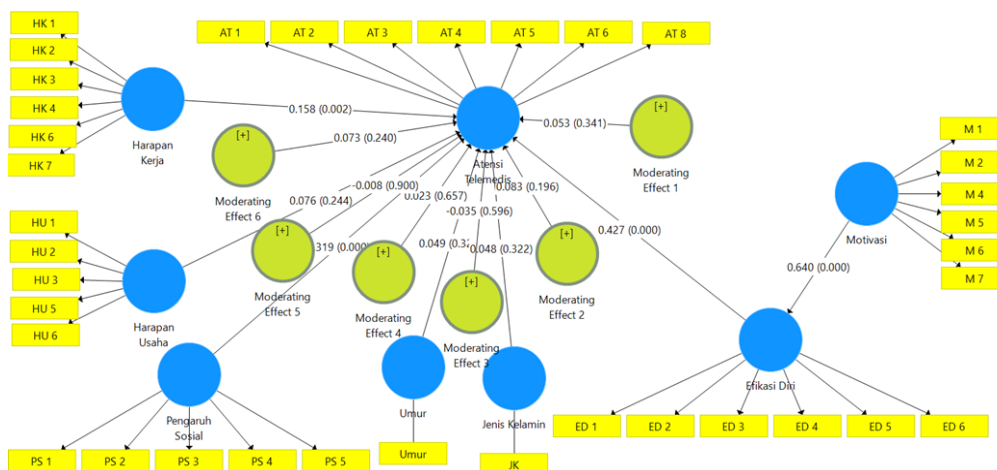 HK 1
HK 2
HK 3
HK 4
HK 6
HK 7
Harapan
Kerja
AT 1
AT 2
AT 3
AT 4
AT 5
AT 6
AT 8
Atensi
Telemedis
0.158 (0.002)
[+]
0.073 (0.240)
Moderating
Effect 6
[+]
0.053 (0.341)
Moderating
Effect 1
M 1
M 2
M 4
M 5
M 6
M 7
Motivasi
0.640 (0.000)
HU 1
HU 2
HU 3
HU 5
HU 6
Harapan
Usaha
0.076 (0.244)
-0.008 (0.900)
[+]
Moderating
Effect 5
(0.000)
0.023 (0.657)
[+]
Moderating
Effect 4
0.049
-0.035 (0.596)
[+]
Moderating
Effect 3
0.048 (0.322)
0.083 (0.196)
[+]
Moderating
Effect 2
0.427 (0.000)
Pengaruh
Sosial
PS 1
PS 2
PS 3
PS 4
PS 5
Umur
Umur
Jenis Kelamin
JK
Efikasi Diri
ED 1
ED 2
ED 3
ED 4
ED 5
ED 6